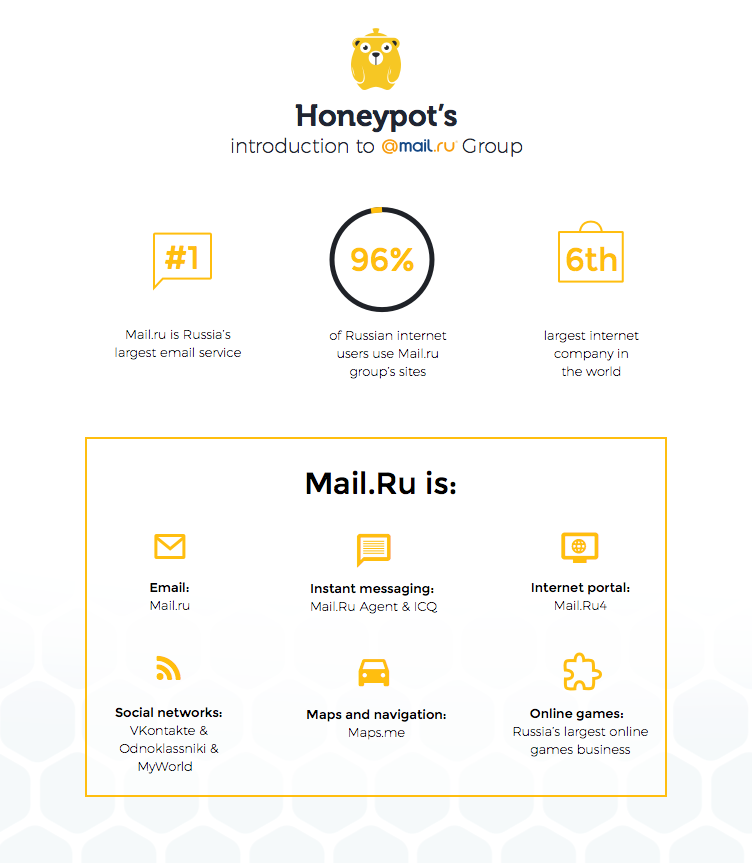 Honeypot's
introduction to @mail.ru Group
#1
Mail.ru is Russia's
largest email service
96%
of Russian internet
users use Mail.ru
group's sites
6th
largest internet
company in
the world
Mail.Ru is:
Email:
Mail.ru
Instant messaging:
Mail.Ru Agent & ICQ
Internet portal:
Mail.Ru4
Social networks:
VKontakte &
Odnoklassniki &
MyWorld
Maps and navigation:
Maps.me
Online games:
Russia's largest online
games business